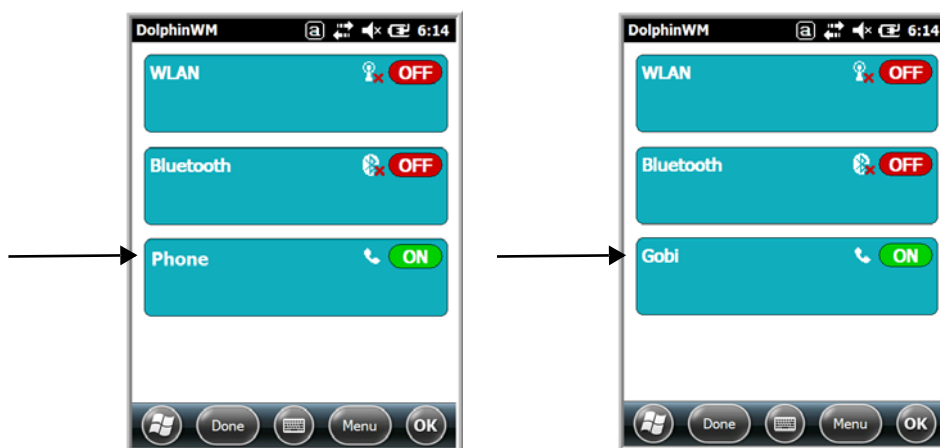 DolphinWM a 6:14
WLAN OFF
Bluetooth OFF
Phone ON
Done Menu OK
DolphinWM a 6:14
WLAN OFF
Bluetooth OFF
Gobi ON
Done Menu OK